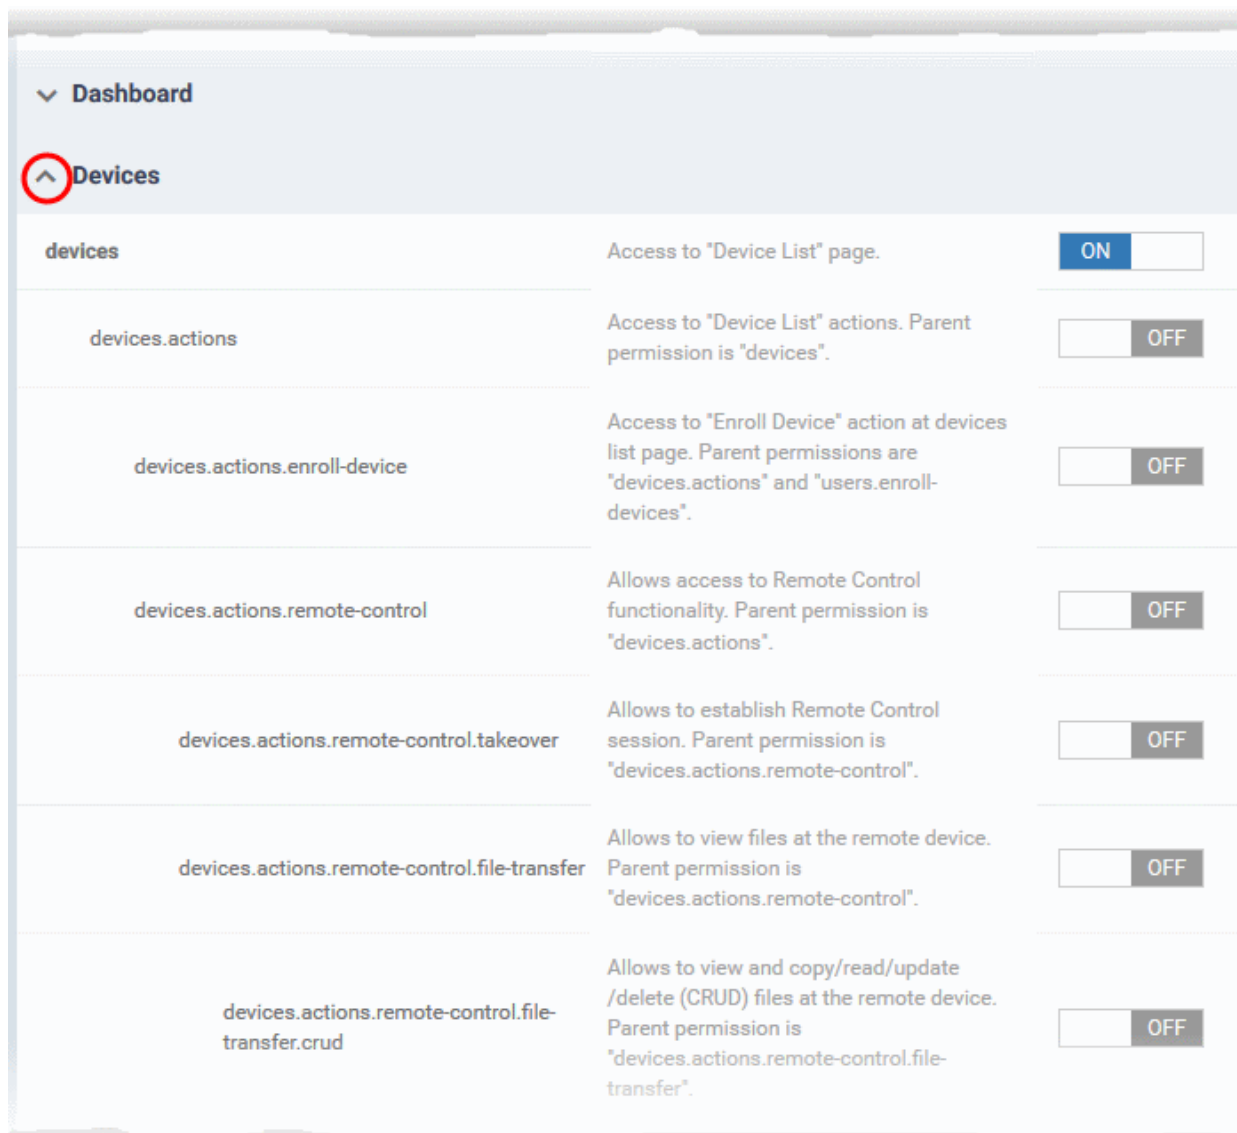 Dashboard
Devices
devices
Access to "Device List" page.
ON
devices.actions
Access to "Device List" actions. Parent
permission is "devices".
OFF
devices.actions.enroll-device
Access to "Enroll Device" action at devices
list page. Parent permissions are
"devices.actions" and "users.enroll-
devices".
OFF
devices.actions.remote-control
Allows access to Remote Control
functionality. Parent permission is
"devices.actions".
OFF
devices.actions.remote-control.takeover
Allows to establish Remote Control
session. Parent permission is
"devices.actions.remote-control".
OFF
devices.actions.remote-control.file-transfer
Allows to view files at the remote device.
Parent permission is
"devices.actions.remote-control".
OFF
devices.actions.remote-control.file-
transfer.crud
Allows to view and copy/read/update
/delete (CRUD) files at the remote device.
Parent permission is
"devices.actions.remote-control.file-
transfer".
OFF